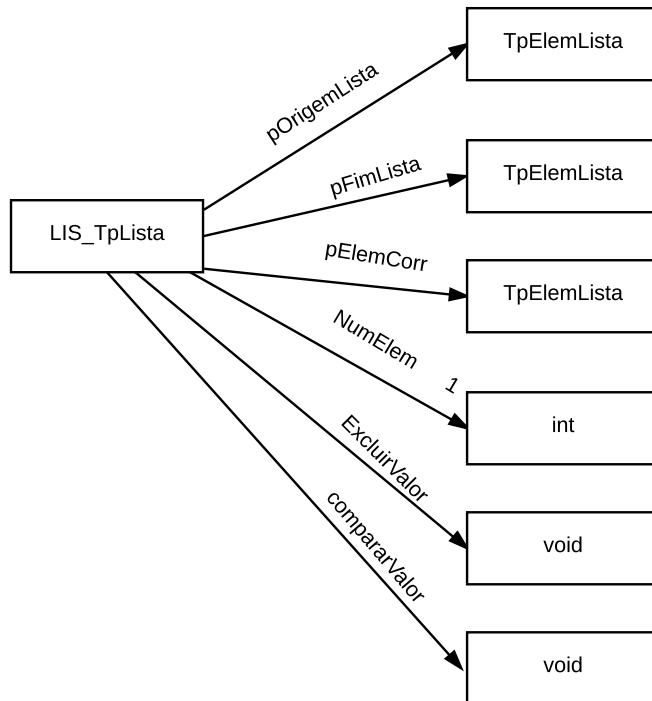 TpElemLista
pOrigemLista
TpElemLista
pFimLista
LIS_TpLista
pElemCorr
TpElemLista
NumElem
1
int
ExcluirValor
void
compararValor
void